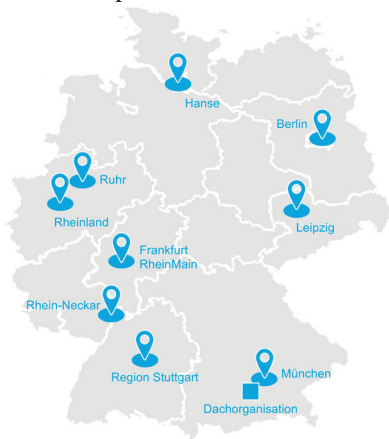 Hanse
Berlin
Ruhr
Rheinland
Leipzig
Frankfurt
RheinMain
Rhein-Neckar
Region Stuttgart
München
Dachorganisation